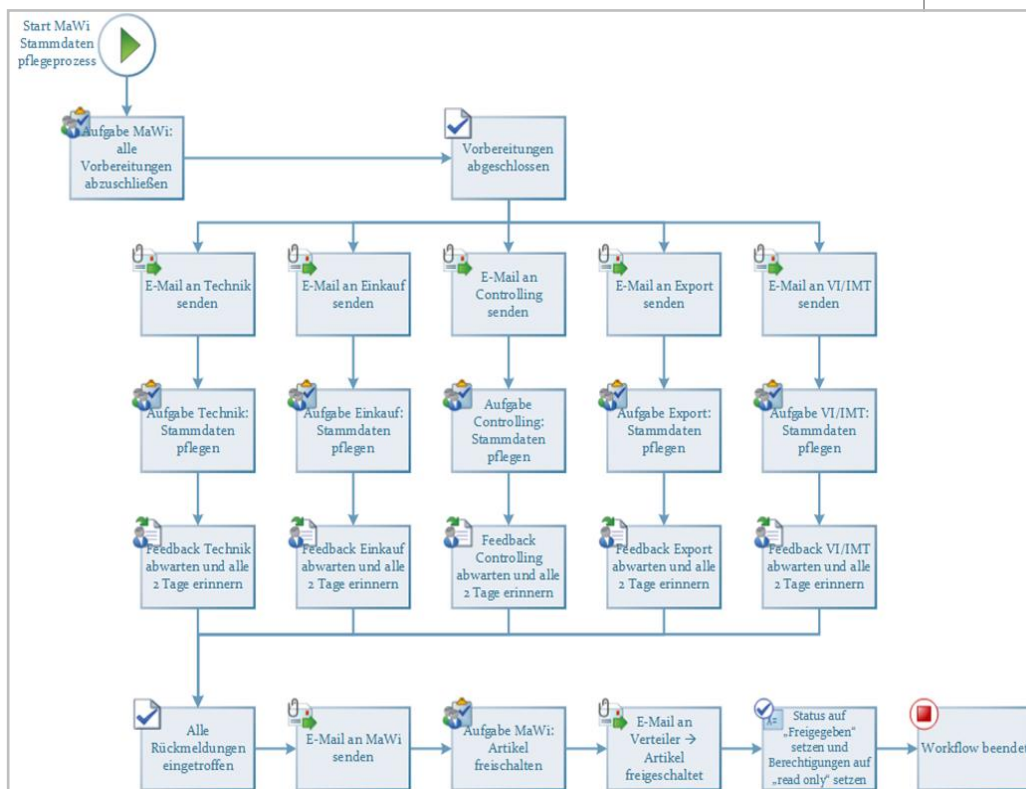 Start MaWi
Stammdaten
pflegeprozess
Aufgabe MaWi:
alle
Vorbereitungen
abzuschließen
Vorbereitungen
abgeschlossen
E-Mail an Technik
senden
E-Mail an Einkauf
senden
E-Mail an
Controlling
senden
E-Mail an Export
senden
E-Mail an VI/IMT
senden
Aufgabe Technik:
Stammdaten
pflegen
Aufgabe Einkauf:
Stammdaten
pflegen
Aufgabe
Controlling:
Stammdaten
pflegen
Aufgabe Export:
Stammdaten
pflegen
Aufgabe VI/IMT:
Stammdaten
pflegen
Feedback Technik
abwarten und alle
2 Tage erinnern
Feedback Einkauf
abwarten und alle
2 Tage erinnern
Feedback
Controlling
abwarten und alle
2 Tage erinnern
Feedback Export
abwarten und alle
2 Tage erinnern
Feedback VI/IMT
abwarten und alle
2 Tage erinnern
Alle
Rückmeldungen
eingetroffen
E-Mail an MaWi
senden
Aufgabe MaWi:
Artikel
freischalten
E-Mail an
Verteiler →
Artikel
freigeschaltet
Status auf
„Freigegeben“
setzen und
Berechtigungen auf
„read only“ setzen
Workflow beendet